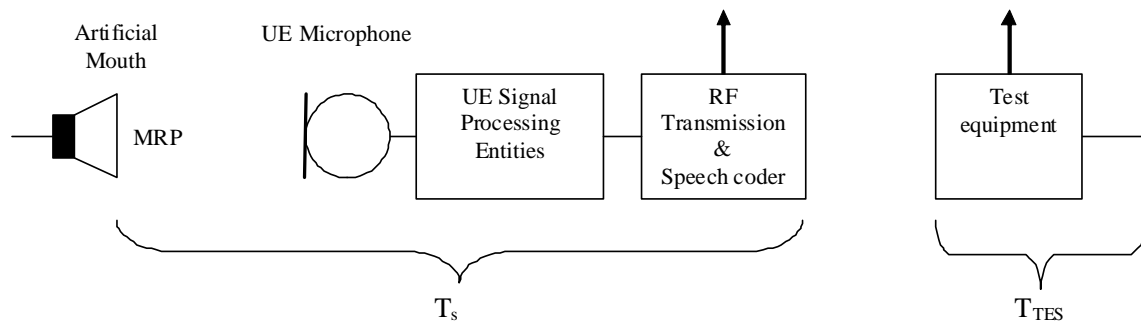 Artificial
Mouth
UE Microphone
MRP
UE Signal
Processing
Entities
RF
Transmission
&
Speech coder
Test
equipment
Ts
TTES